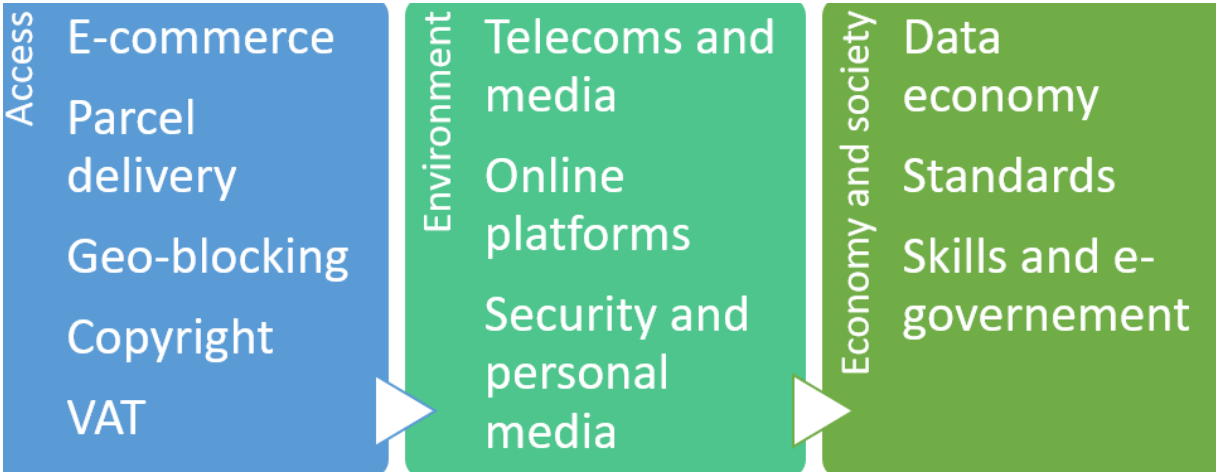 Access
E-commerce
Parcel
delivery
Geo-blocking
Copyright
VAT
Environment
Telecoms and
media
Online
platforms
Security and
personal
media
Economy and society
Data
economy
Standards
Skills and e-
governement